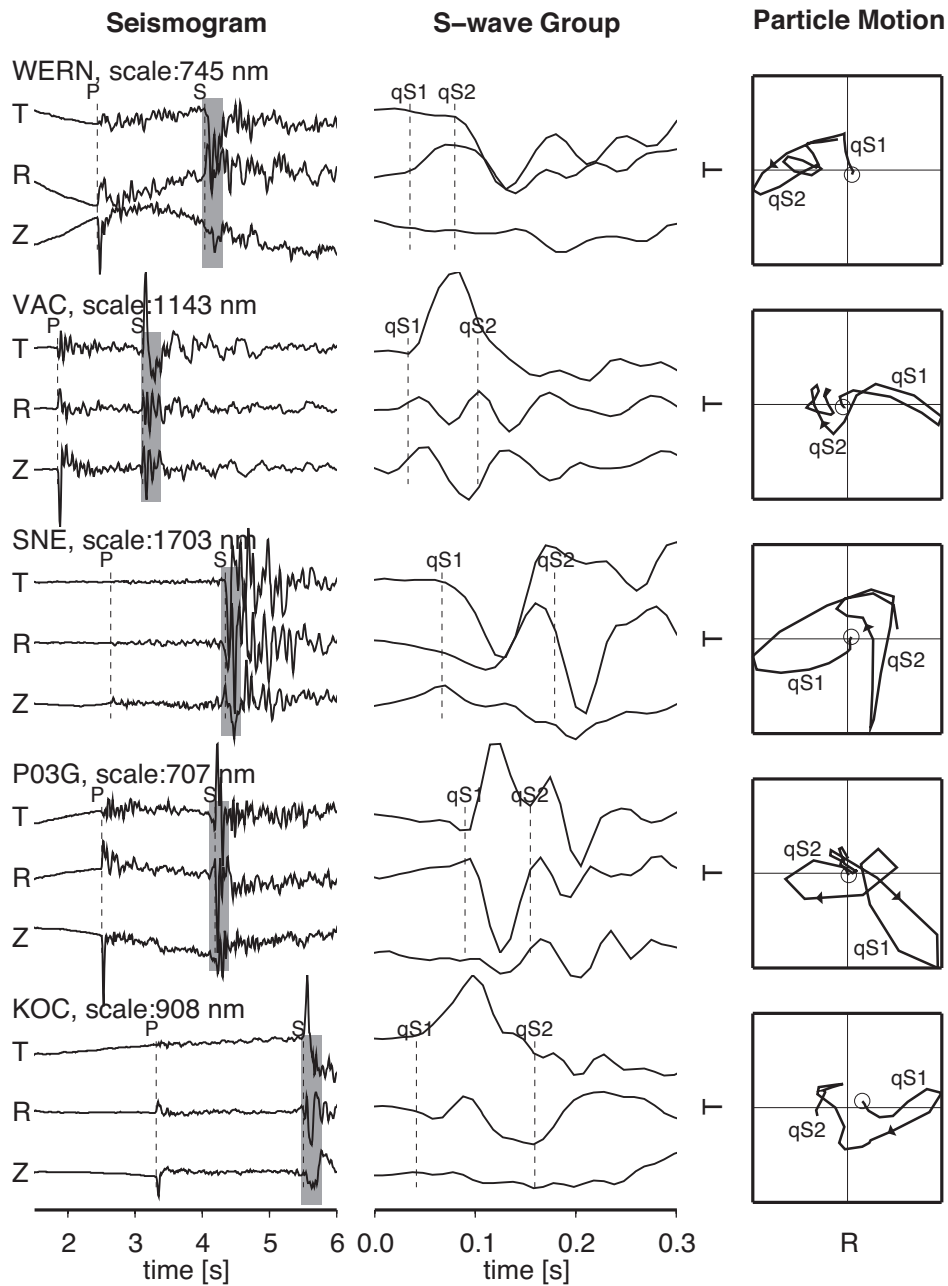 Seismogram
S–wave Group
Particle Motion
WERN, scale:745 nm
P
S
T
R
Z
qS1
qS2
T
qS1
qS2
VAC, scale:1143 nm
P
S
T
R
Z
qS1
qS2
T
qS1
qS2
SNE, scale:1703 nm
P
S
T
R
Z
qS1
qS2
T
qS1
qS2
P03G, scale:707 nm
P
S
T
R
Z
qS1
qS2
T
qS2
qS1
KOC, scale:908 nm
P
S
T
R
Z
qS1
qS2
T
qS1
qS2
2 3 4 5 6
time [s]
0.0 0.1 0.2 0.3
time [s]
R